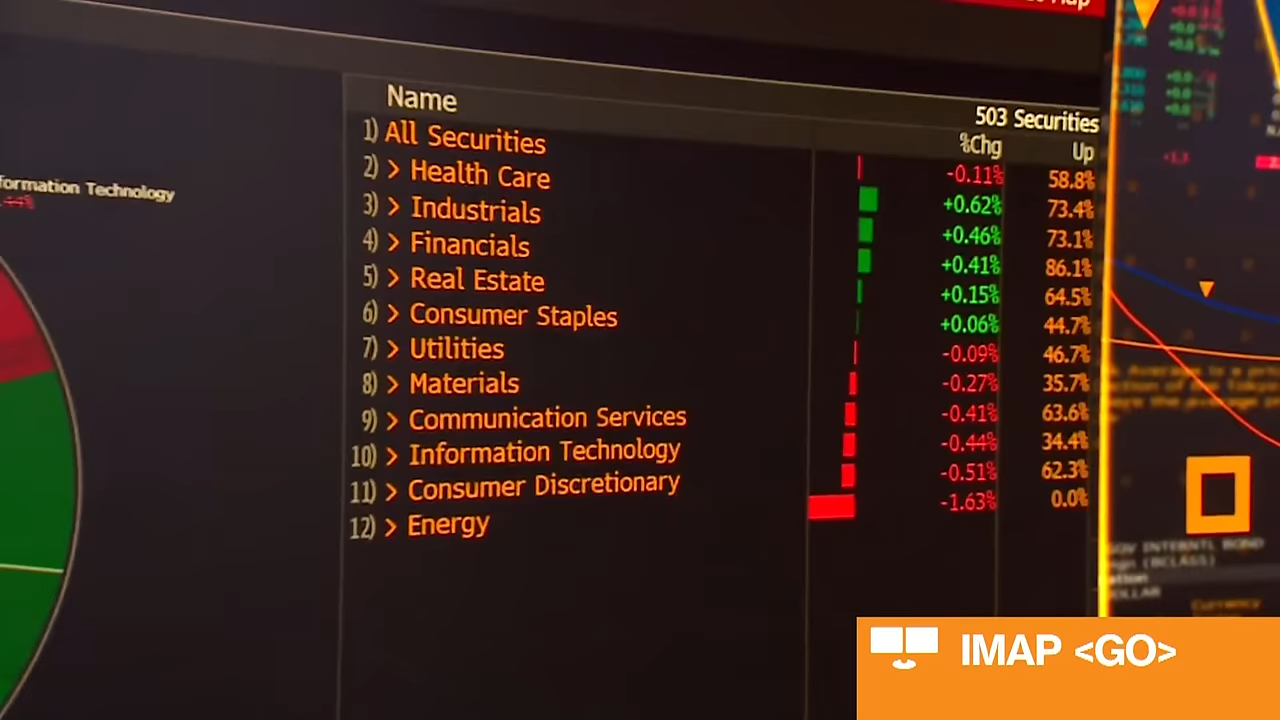 503 Securities
Name %Chg Up
1) All Securities -0.11% 58.8%
2) > Health Care +0.62% 73.4%
3) > Industrials +0.46% 73.1%
4) > Financials +0.41% 86.1%
5) > Real Estate +0.15% 64.5%
6) > Consumer Staples +0.06% 44.7%
7) > Utilities -0.09% 46.7%
8) > Materials -0.27% 35.7%
9) > Communication Services -0.41% 63.6%
10) > Information Technology -0.44% 34.4%
11) > Consumer Discretionary -0.51% 62.3%
12) > Energy -1.63% 0.0%
Information Technology
IMAP <GO>